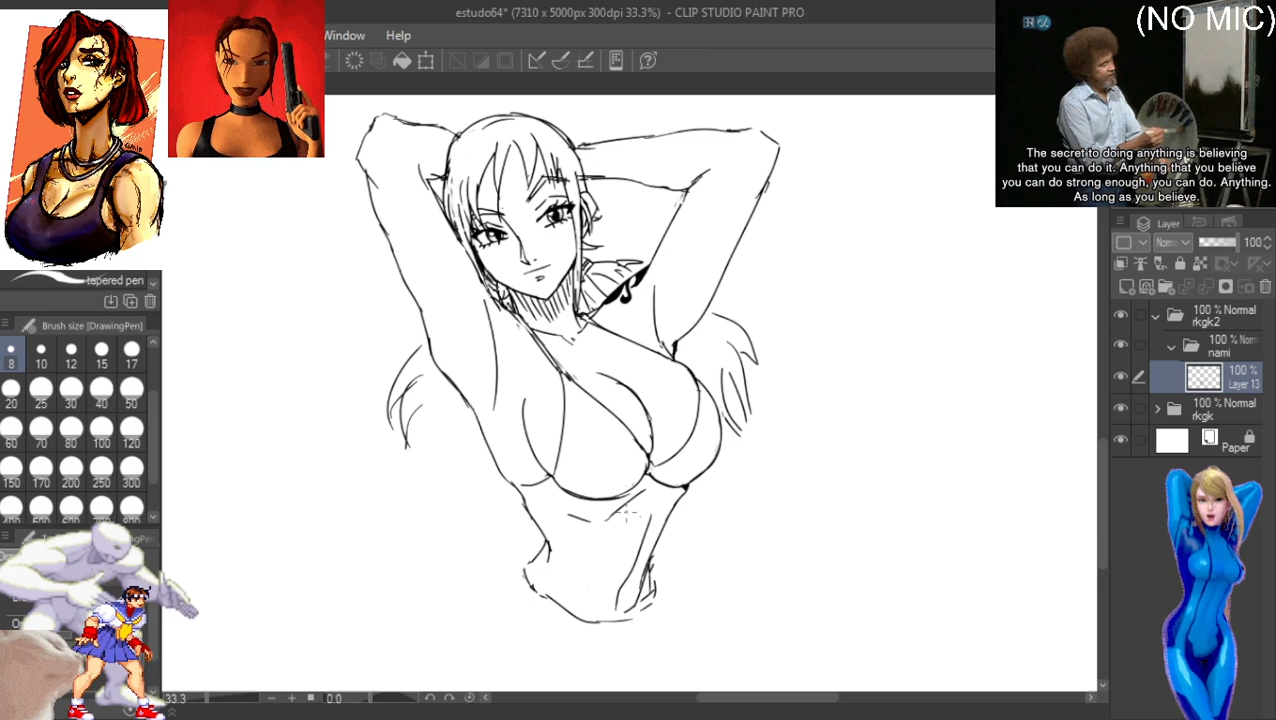 estudo64* (7310 x 5000px 300dpi 33.3%) - CLIP STUDIO PAINT PRO
(NO MIC)
Window Help
The secret to doing anything is believing
that you can do it. Anything that you believe
you can do strong enough, you can do. Anything.
As long as you believe.
Layer
100
tapered pen
Brush size [DrawingPen]
8 10 12 15 17
20 25 30 40 50
60 70 80 100 120
150 170 200 250 300
100 % Normal
rkgk2
100 %
nami
100 %
Layer 13
100 % Normal
rkgk
Paper
33.3
0.0